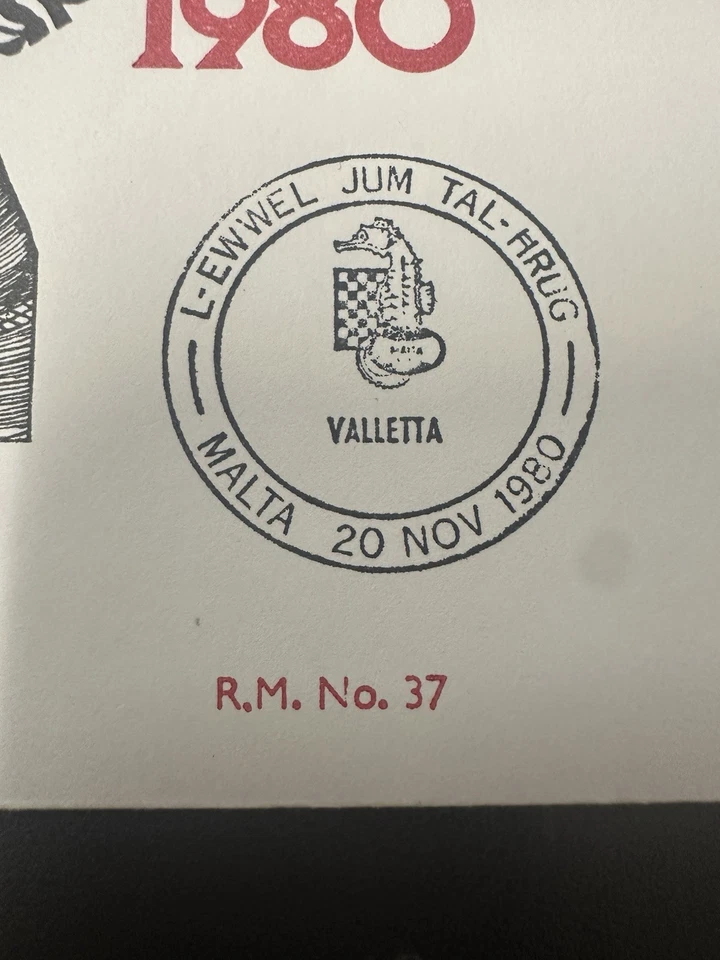 1980
L-EWWEL JUM TAL-ĦRUĠ
VALLETTA
MALTA 20 NOV 1980
R.M. No. 37